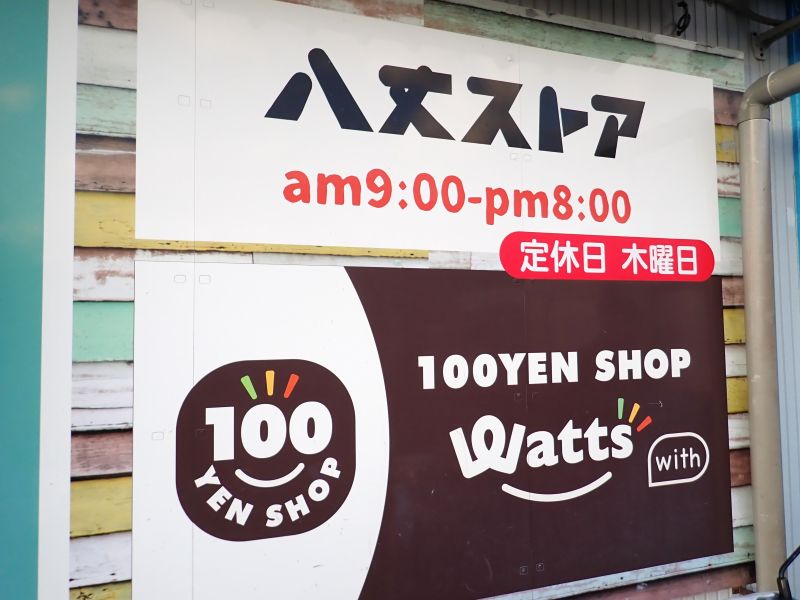 八丈ストア
am9:00-pm8:00
定休日 木曜日
100YEN SHOP
Watts with
100
YEN SHOP